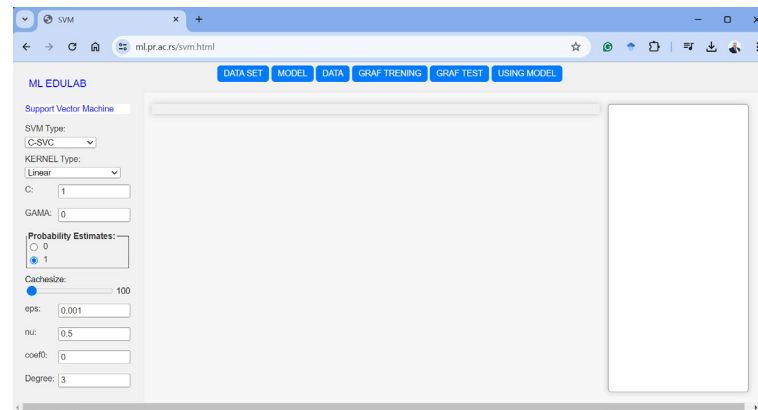 SVM
ml.pr.ac.rs/svm.html
ML EDULAB
DATA SET MODEL DATA GRAF TRENING GRAF TEST USING MODEL
Support Vector Machine
SVM Type:
C-SVC
KERNEL Type:
Linear
C: 1
GAMA: 0
Probability Estimates:
0
1
Cachesize:
100
eps: 0.001
nu: 0.5
coef0: 0
Degree: 3